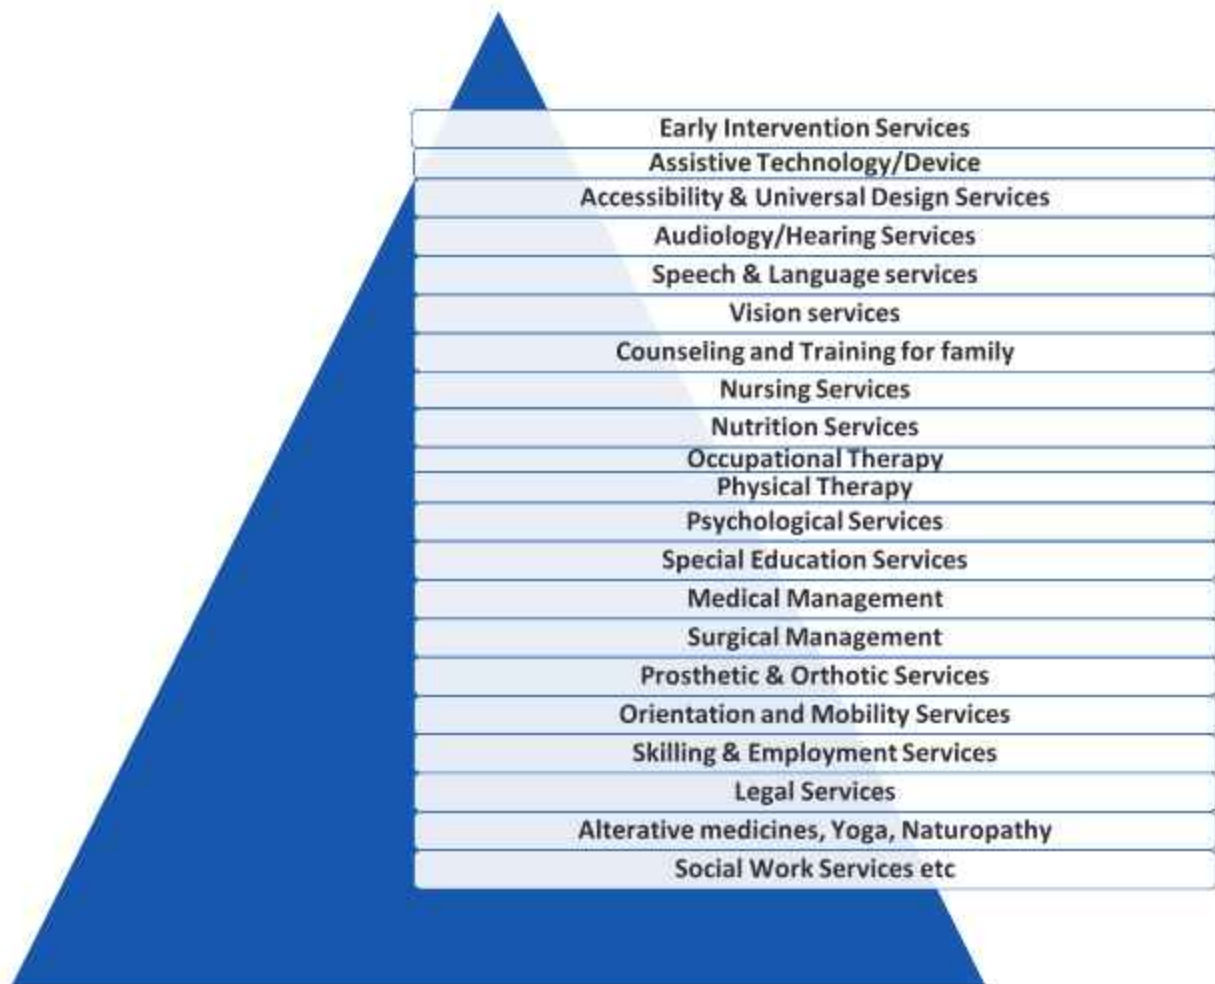 Early Intervention Services
Assistive Technology/Device
Accessibility & Universal Design Services
Audiology/Hearing Services
Speech & Language services
Vision services
Counseling and Training for family
Nursing Services
Nutrition Services
Occupational Therapy
Physical Therapy
Psychological Services
Special Education Services
Medical Management
Surgical Management
Prosthetic & Orthotic Services
Orientation and Mobility Services
Skilling & Employment Services
Legal Services
Alterative medicines, Yoga, Naturopathy
Social Work Services etc